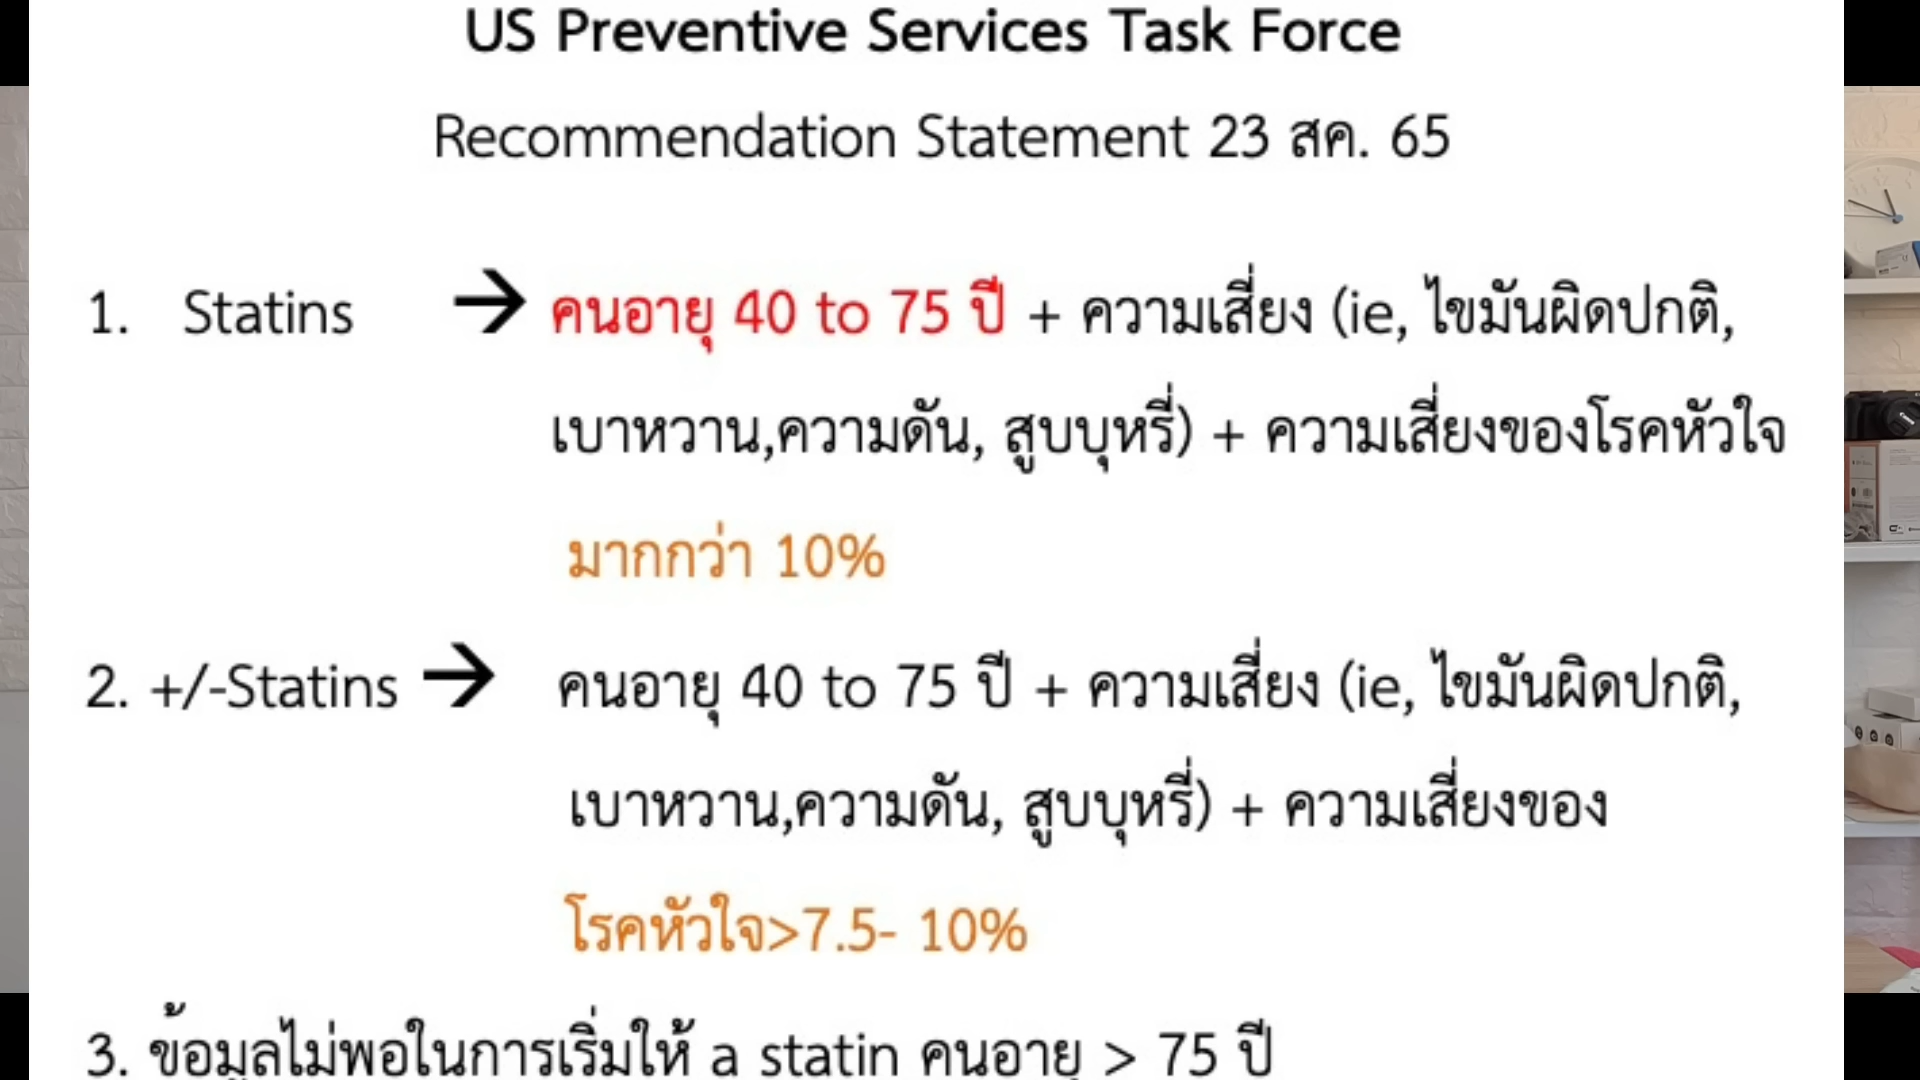 US Preventive Services Task Force
Recommendation Statement 23 สค. 65
1. Statins → คนอายุ 40 to 75 ปี + ความเสี่ยง (ie, ไขมันผิดปกติ,
เบาหวาน,ความดัน, สูบบุหรี่) + ความเสี่ยงของโรคหัวใจ
มากกว่า 10%
2. +/-Statins → คนอายุ 40 to 75 ปี + ความเสี่ยง (ie, ไขมันผิดปกติ,
เบาหวาน,ความดัน, สูบบุหรี่) + ความเสี่ยงของ
โรคหัวใจ>7.5- 10%
3. ข้อมูลไม่พอในการเริ่มให้ a statin คนอายุ > 75 ปี